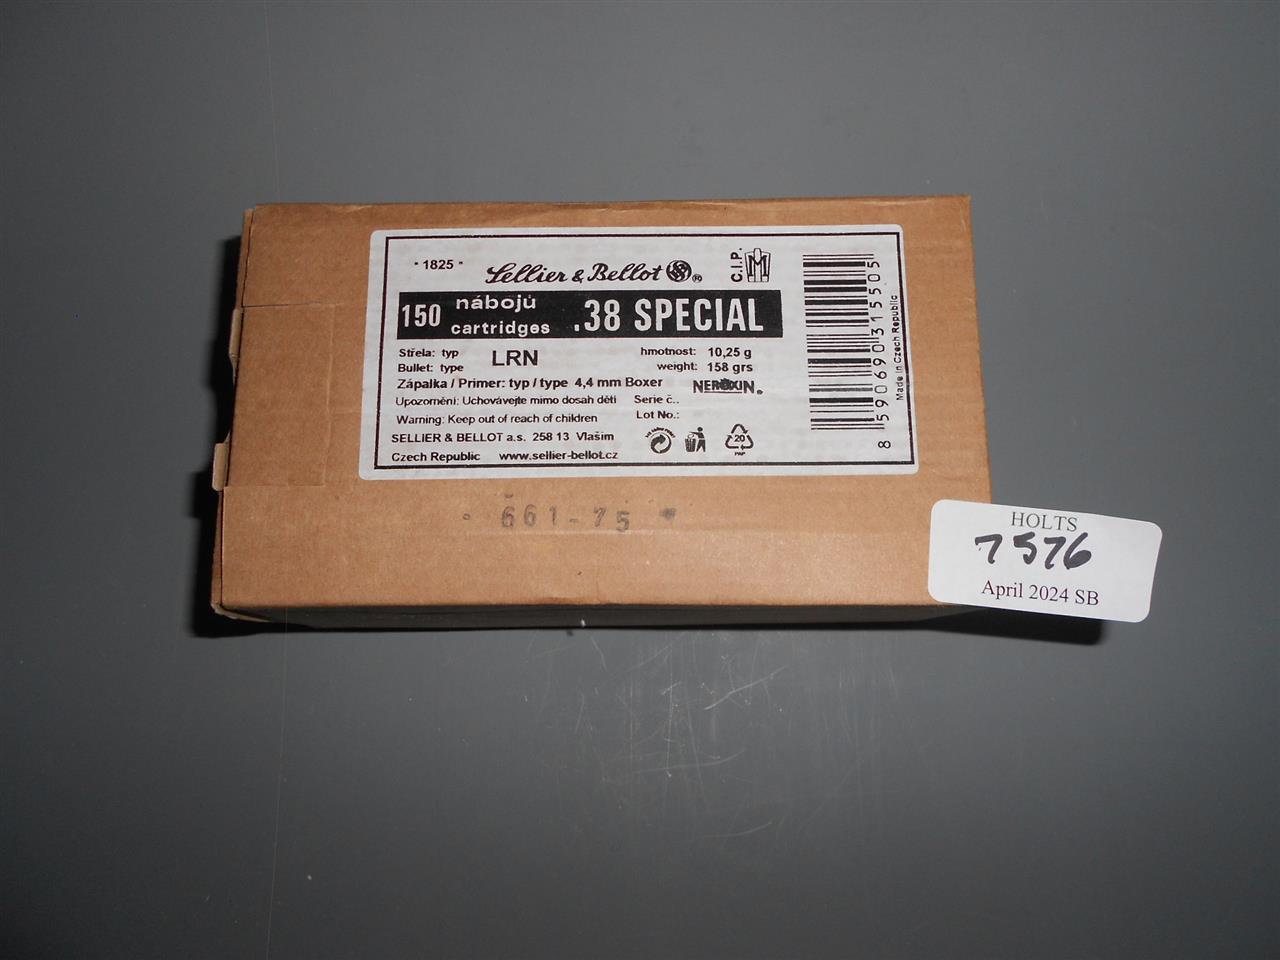 " 1825 "
Sellier & Bellot S&B ®
C.I.P.
150 nábojů
cartridges .38 SPECIAL
Střela: typ
Bullet: type LRN
hmotnost: 10,25 g
weight: 158 grs
Zápalka / Primer: typ / type 4,4 mm Boxer
NEROXIN®
Upozornění: Uchovávejte mimo dosah dětí
Serie č..
Warning: Keep out of reach of children
Lot No.:
SELLIER & BELLOT a.s. 258 13 Vlašim
Czech Republic www.sellier-bellot.cz
20
PAP
8 590690 315505
Made in Czech Republic
661-75
HOLTS
7576
April 2024 SB